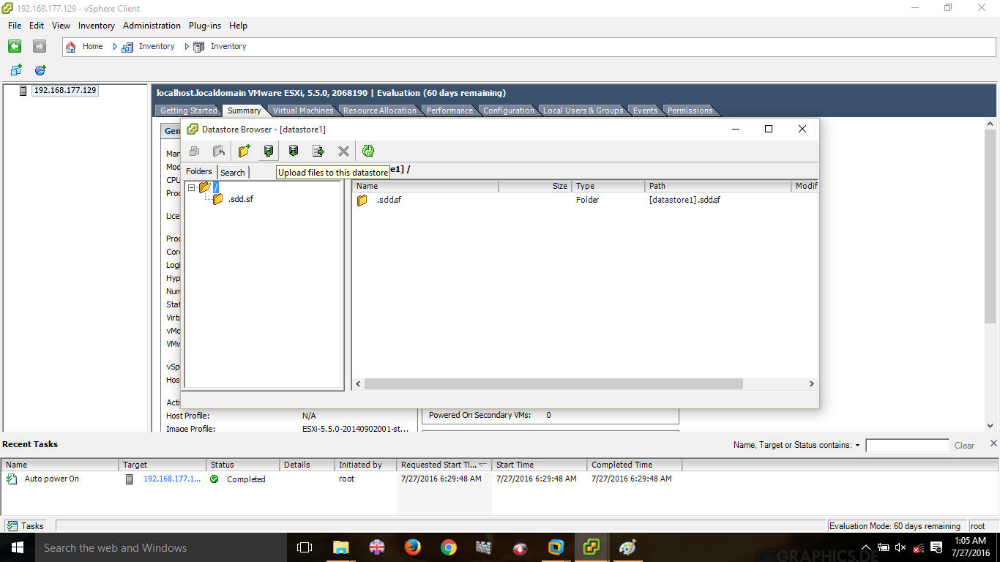 192.168.177.129 - vSphere Client
File Edit View Inventory Administration Plug-ins Help
Home Inventory Inventory
192.168.177.129
localhost.localdomain VMware ESXi, 5.5.0, 2068190 | Evaluation (60 days remaining)
Getting Started Summary Virtual Machines Resource Allocation Performance Configuration Local Users & Groups Events Permissions
Gen
Datastore Browser - [datastore1]
Man
Mod
CPU
Proc
Lice
Proc
Core
Logi
Hyp
Num
Stat
Virtu
vMo
VMw
vSp
Hos
Acti
Folders Search
Upload files to this datastore
e1] /
/
.sdd.sf
Name Size Type Path Modif
.sdd.sf Folder [datastore1] .sdd.sf
Host Profile: N/A
Image Profile: ESXi-5.5.0-20140902001-st...
Powered On Secondary VMs: 0
Recent Tasks
Name, Target or Status contains: Clear
Name Target Status Details Initiated by Requested Start Ti... Start Time Completed Time
Auto power On 192.168.177.1... Completed root 7/27/2016 6:29:48 AM 7/27/2016 6:29:48 AM 7/27/2016 6:29:48 AM
Tasks
Evaluation Mode: 60 days remaining root
Search the web and Windows
1:05 AM
7/27/2016
GTGRAPHICS.DE